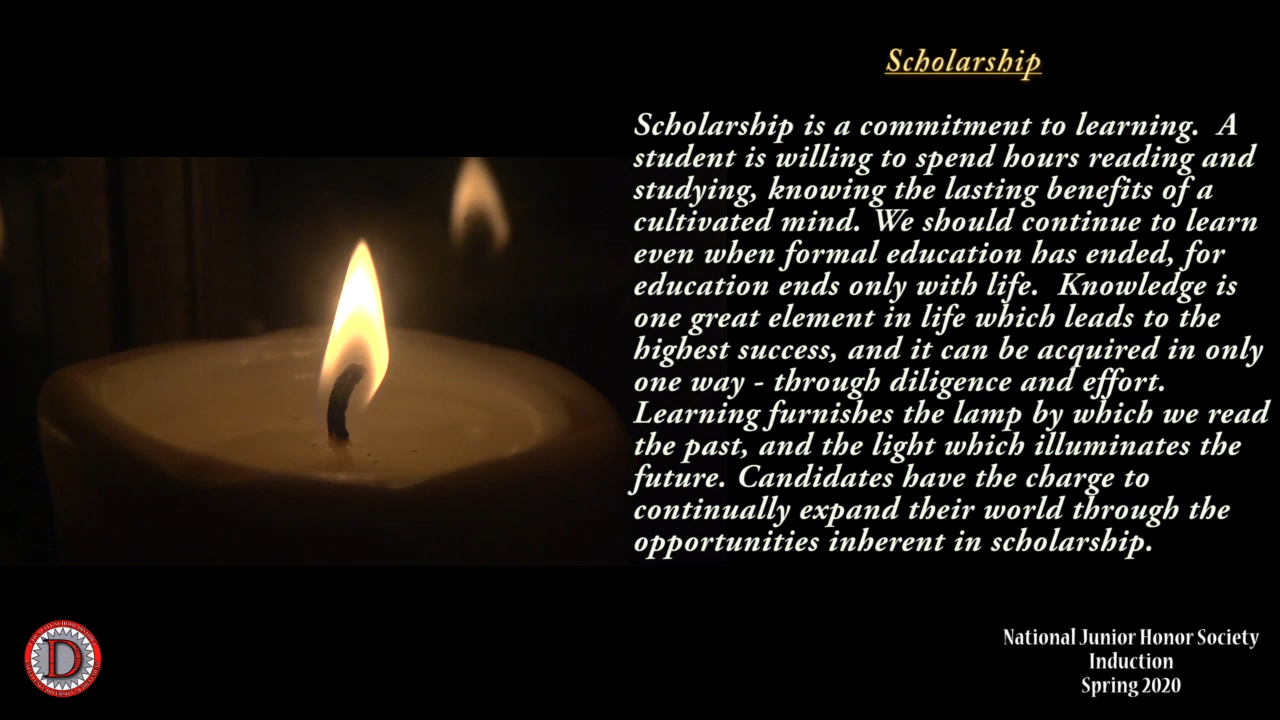 Scholarship
Scholarship is a commitment to learning.  A
student is willing to spend hours reading and
studying, knowing the lasting benefits of a
cultivated mind. We should continue to learn
even when formal education has ended, for
education ends only with life.  Knowledge is
one great element in life which leads to the
highest success, and it can be acquired in only
one way - through diligence and effort.
Learning furnishes the lamp by which we read
the past, and the light which illuminates the
future. Candidates have the charge to
continually expand their world through the
opportunities inherent in scholarship.
D
National Junior Honor Society
Induction
Spring 2020